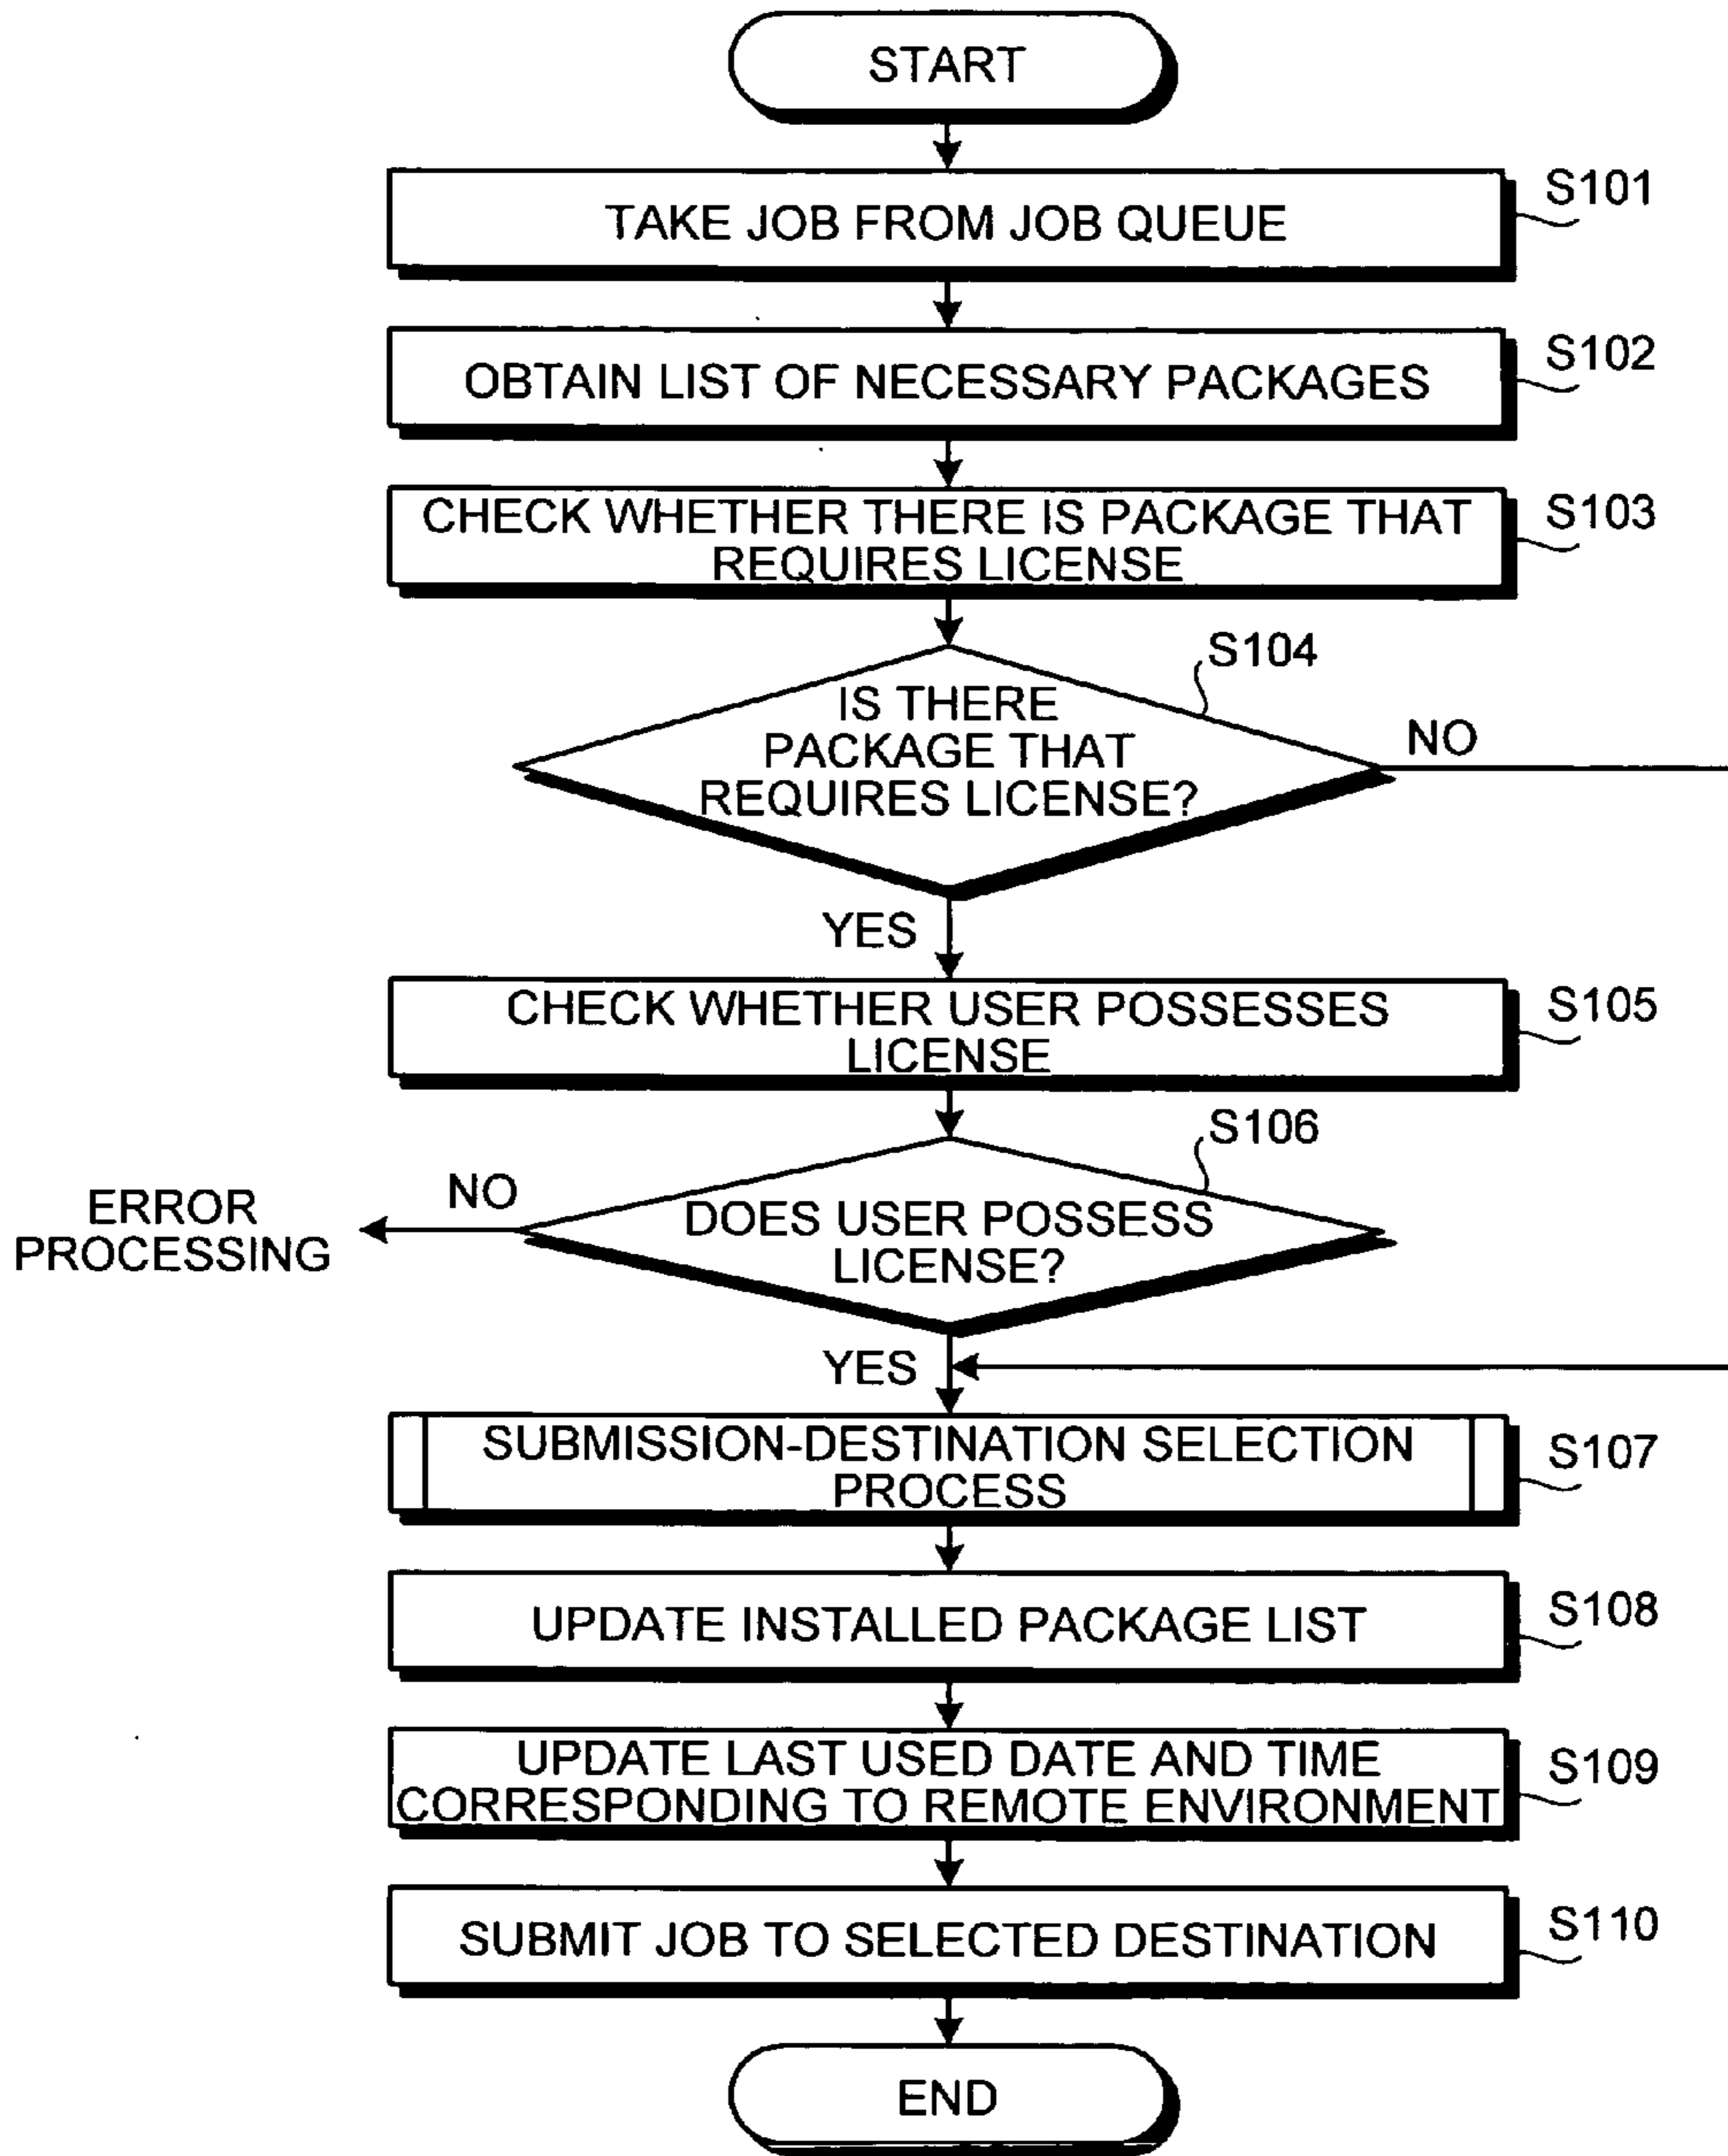 START
TAKE JOB FROM JOB QUEUE
S101
OBTAIN LIST OF NECESSARY PACKAGES
S102
CHECK WHETHER THERE IS PACKAGE THAT
REQUIRES LICENSE
S103
S104
IS THERE
PACKAGE THAT
REQUIRES LICENSE?
NO
YES
CHECK WHETHER USER POSSESSES
LICENSE
S105
S106
DOES USER POSSESS
LICENSE?
NO
ERROR
PROCESSING
YES
SUBMISSION-DESTINATION SELECTION
PROCESS
S107
UPDATE INSTALLED PACKAGE LIST
S108
UPDATE LAST USED DATE AND TIME
CORRESPONDING TO REMOTE ENVIRONMENT
S109
SUBMIT JOB TO SELECTED DESTINATION
S110
END